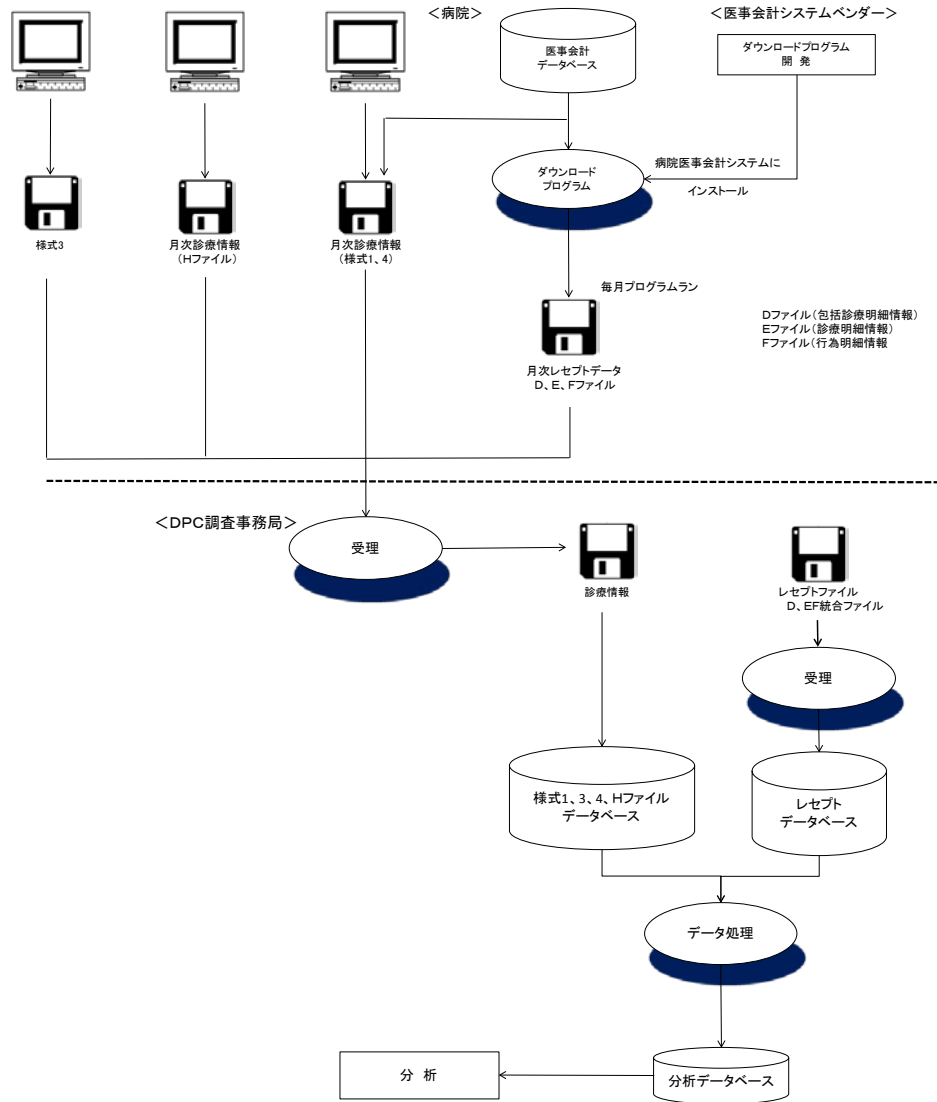 ＜病院＞
＜医事会計システムベンダー＞
医事会計
データベース
ダウンロードプログラム
開 発
ダウンロード
プログラム
病院医事会計システムに
インストール
様式3
月次診療情報
（Hファイル）
月次診療情報
（様式1、4）
毎月プログラムラン
Dファイル（包括診療明細情報）
Eファイル（診療明細情報）
Fファイル（行為明細情報
月次レセプトデータ
D、E、Fファイル
＜DPC調査事務局＞
受理
診療情報
レセプトファイル
D、EF統合ファイル
受理
様式1、3、4、Hファイル
データベース
レセプト
データベース
データ処理
分 析
分析データベース